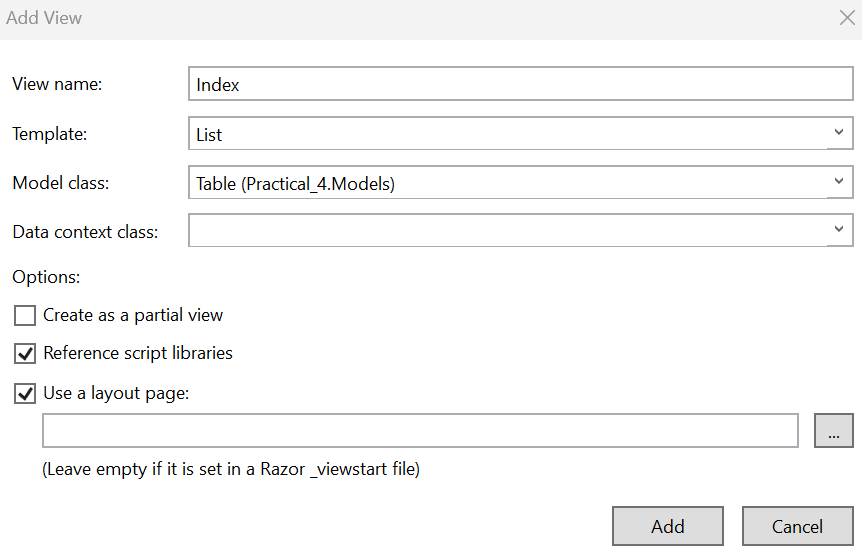 Add View
View name: Index
Template: List
Model class: Table (Practical_4.Models)
Data context class:
Options:
Create as a partial view
Reference script libraries
Use a layout page:
...
(Leave empty if it is set in a Razor _viewstart file)
Add Cancel